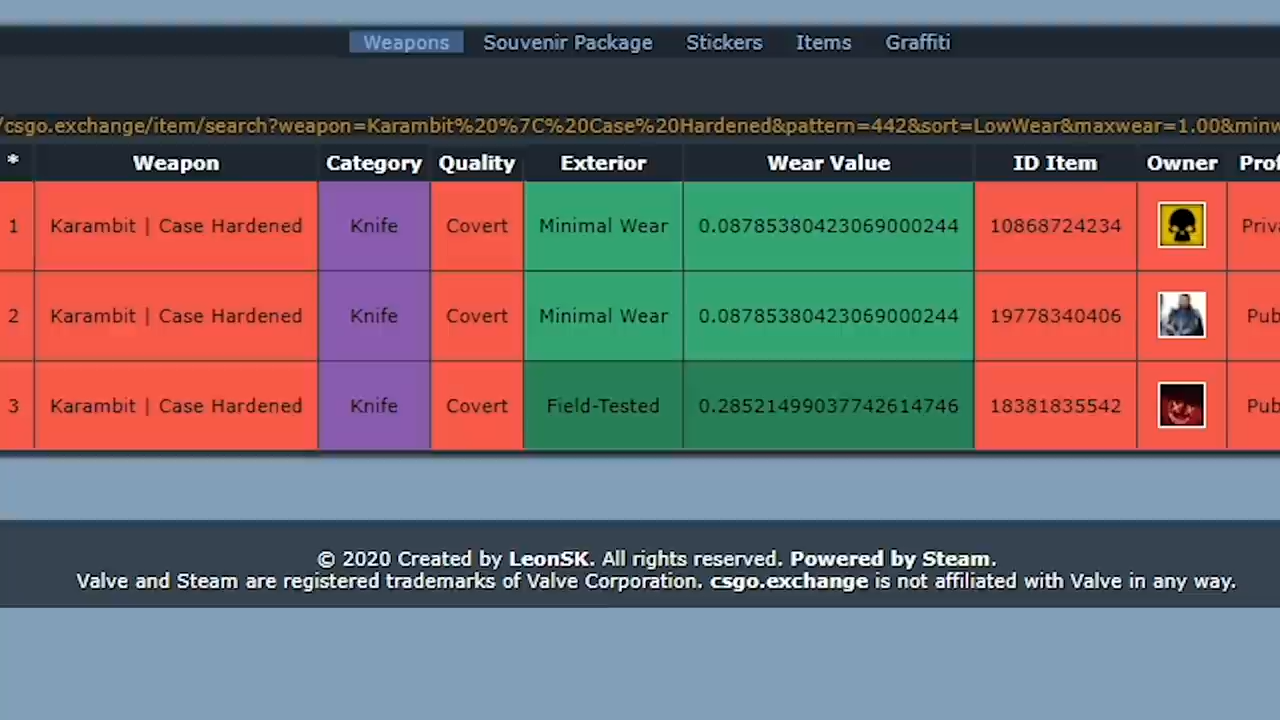 Weapons Souvenir Package Stickers Items Graffiti
/csgo.exchange/item/search?weapon=Karambit%20%7C%20Case%20Hardened&pattern=442&sort=LowWear&maxwear=1.00&minw
* Weapon Category Quality Exterior Wear Value ID Item Owner Prof
1 Karambit | Case Hardened Knife Covert Minimal Wear 0.08785380423069000244 10868724234 Priva
2 Karambit | Case Hardened Knife Covert Minimal Wear 0.08785380423069000244 19778340406 Pub
3 Karambit | Case Hardened Knife Covert Field-Tested 0.28521499037742614746 18381835542 Pub
© 2020 Created by LeonSK. All rights reserved. Powered by Steam.
Valve and Steam are registered trademarks of Valve Corporation. csgo.exchange is not affiliated with Valve in any way.